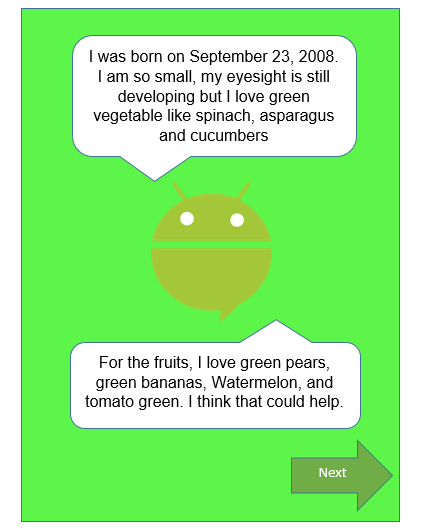 I was born on September 23, 2008.
I am so small, my eyesight is still
developing but I love green
vegetable like spinach, asparagus
and cucumbers
For the fruits, I love green pears,
green bananas, Watermelon, and
tomato green. I think that could help.
Next